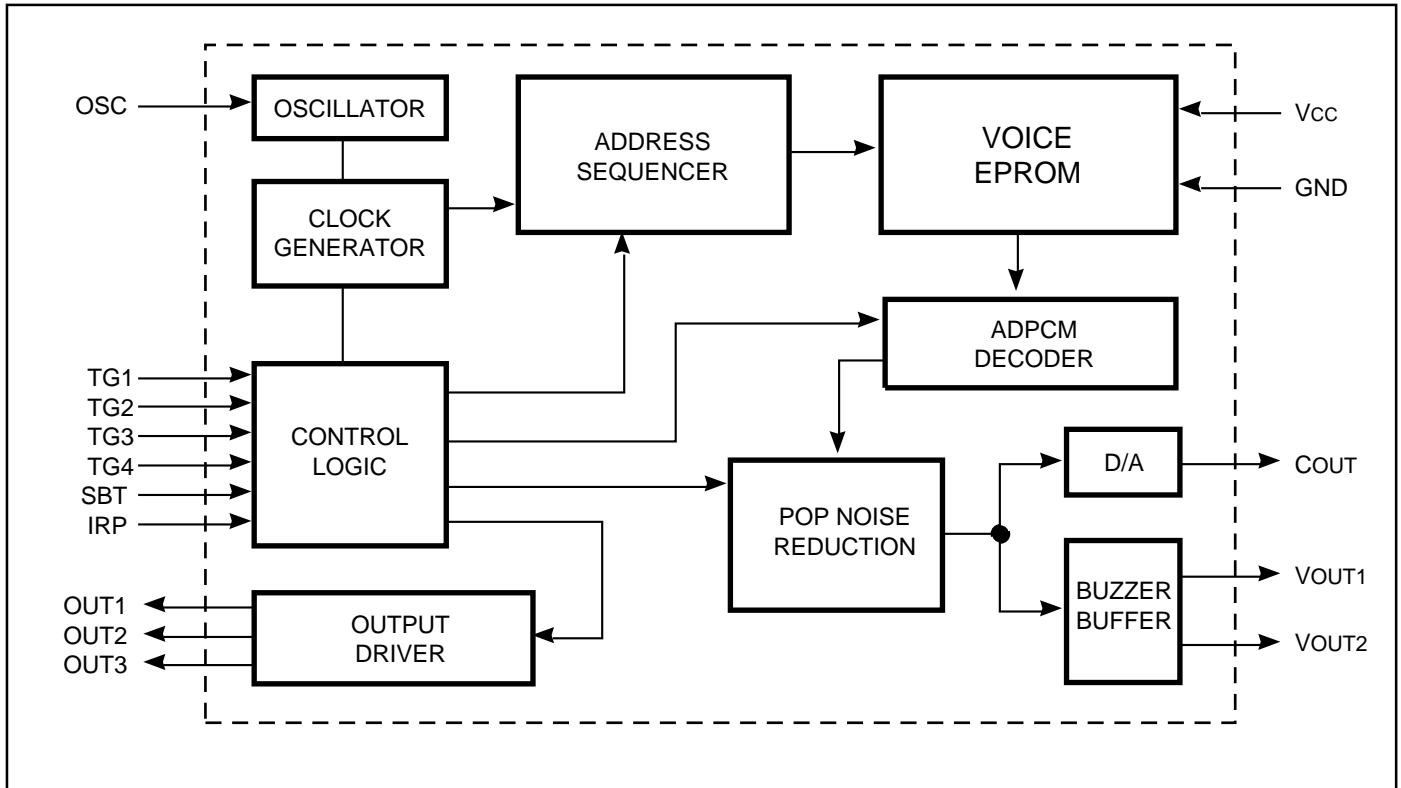 OSC
OSCILLATOR
ADDRESS
SEQUENCER
VOICE
EPROM
VCC
GND
CLOCK
GENERATOR
ADPCM
DECODER
TG1
TG2
TG3
TG4
SBT
IRP
CONTROL
LOGIC
POP NOISE
REDUCTION
D/A
COUT
BUZZER
BUFFER
VOUT1
VOUT2
OUT1
OUT2
OUT3
OUTPUT
DRIVER